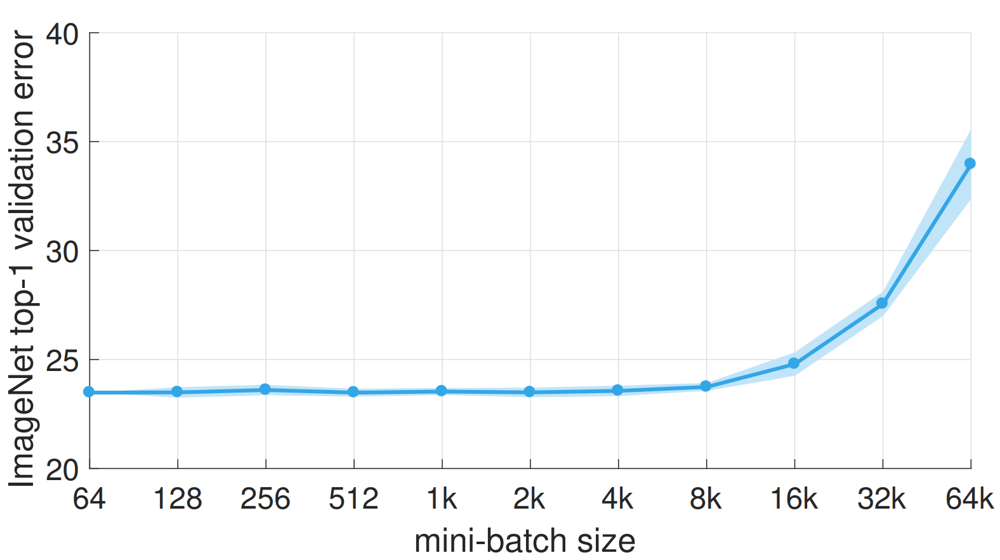 ImageNet top-1 validation error
40
35
30
25
20
64 128 256 512 1k 2k 4k 8k 16k 32k 64k
mini-batch size